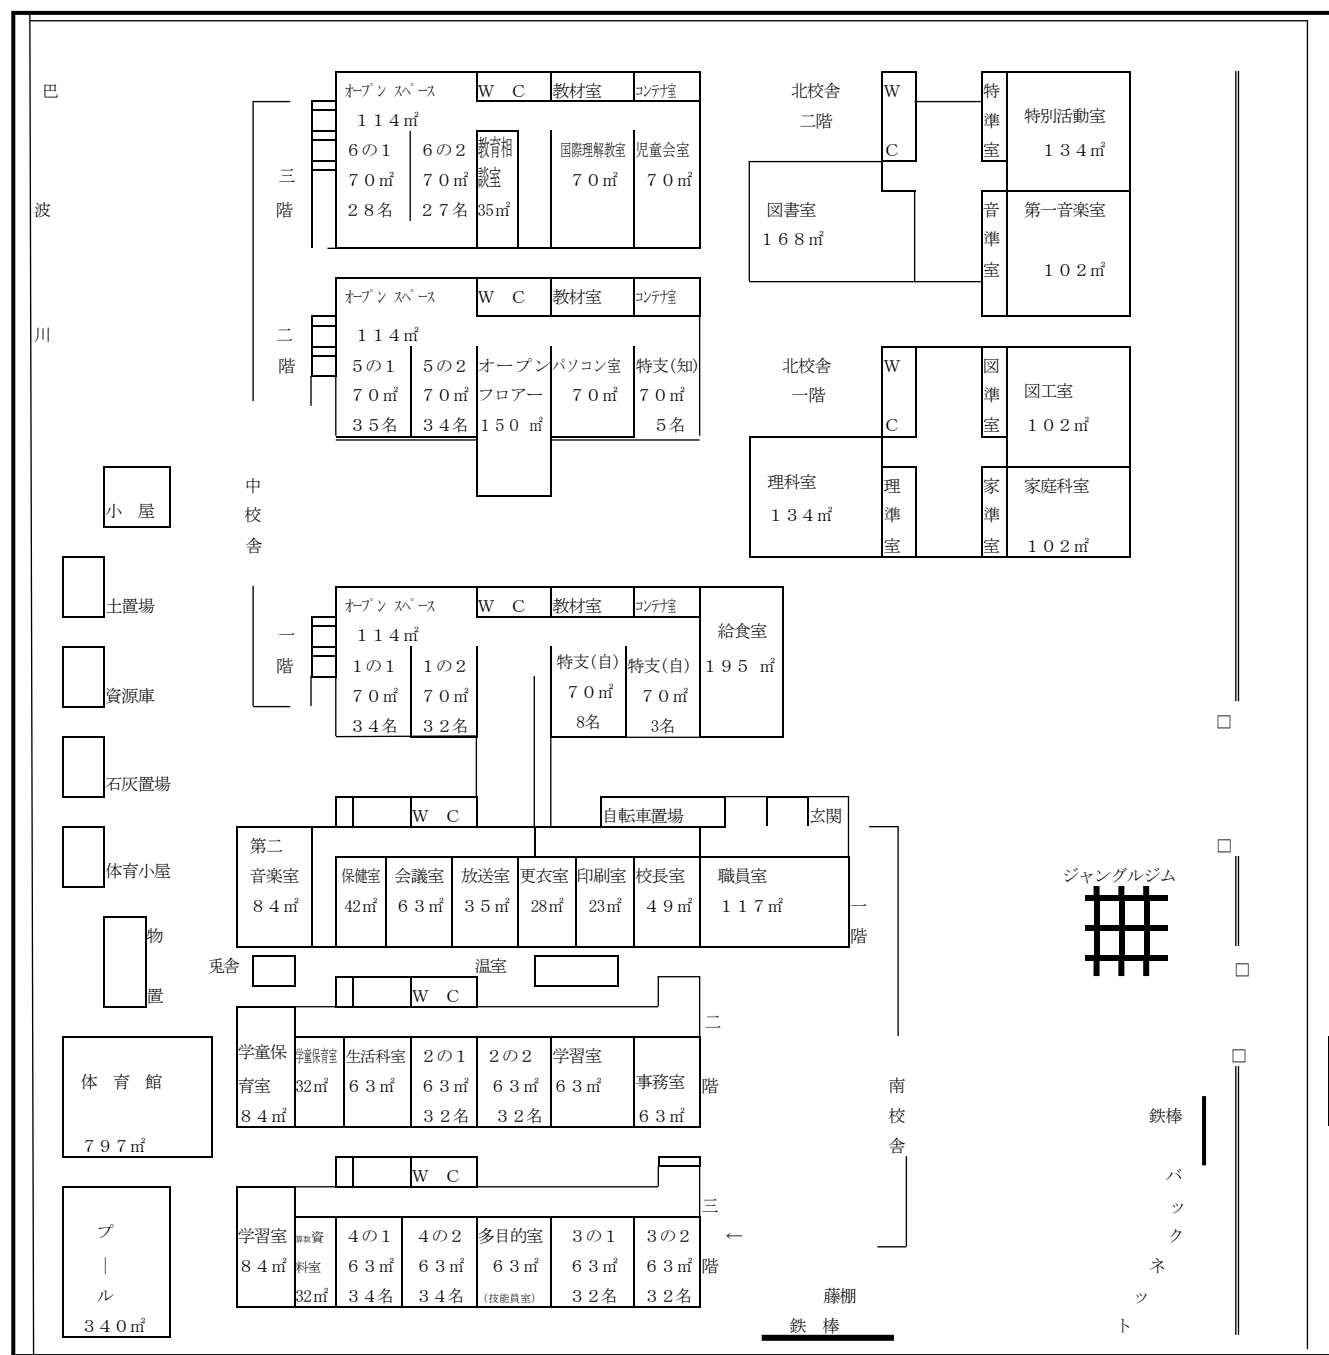 巴
波
川
三
階
オープン スペース
１１４㎡
Ｗ Ｃ
教材室
コンテナ室
６の１
７０㎡
２８名
６の２
７０㎡
２７名
教育相
談室
35㎡
国際理解教室
７０㎡
児童会室
７０㎡
北校舎
二階
Ｗ
Ｃ
特
準
室
特別活動室
１３４㎡
図書室
１６８㎡
音
準
室
第一音楽室
１０２㎡
二
階
オープン スペース
１１４㎡
Ｗ Ｃ
教材室
コンテナ室
５の１
７０㎡
３５名
５の２
７０㎡
３４名
オープン
フロアー
１５０ ㎡
パソコン室
７０㎡
特支(知)
７０㎡
５名
北校舎
一階
Ｗ
Ｃ
図
準
室
図工室
１０２㎡
理科室
１３４㎡
理
準
室
家
準
室
家庭科室
１０２㎡
中
校
舎
小 屋
土置場
資源庫
石灰置場
体育小屋
物
置
一
階
オープン スペース
１１４㎡
Ｗ Ｃ
教材室
コンテナ室
給食室
１９５ ㎡
１の１
７０㎡
３４名
１の２
７０㎡
３２名
特支(自)
７０㎡
8名
特支(自)
７０㎡
3名
Ｗ Ｃ
自転車置場
玄関
第二
音楽室
８４㎡
保健室
42㎡
会議室
６３㎡
放送室
３５㎡
更衣室
28㎡
印刷室
23㎡
校長室
４９㎡
職員室
１１７㎡
一
階
ジャングルジム
兎舎
温室
Ｗ Ｃ
二
階
学童保
育室
８４㎡
学童保育室
32㎡
生活科室
６３㎡
２の１
６３㎡
３２名
２の２
６３㎡
３２名
学習室
６３㎡
事務室
６３㎡
南
校
舎
体 育 館
７９７㎡
鉄棒
バ
ッ
ク
ネ
ッ
ト
プ
｜
ル
３４０㎡
Ｗ Ｃ
三
階
←
学習室
８４㎡
算数資
料室
32㎡
４の１
６３㎡
３４名
４の２
６３㎡
３４名
多目的室
６３㎡
(技能員室)
３の１
６３㎡
３２名
３の２
６３㎡
３２名
藤棚
鉄 棒